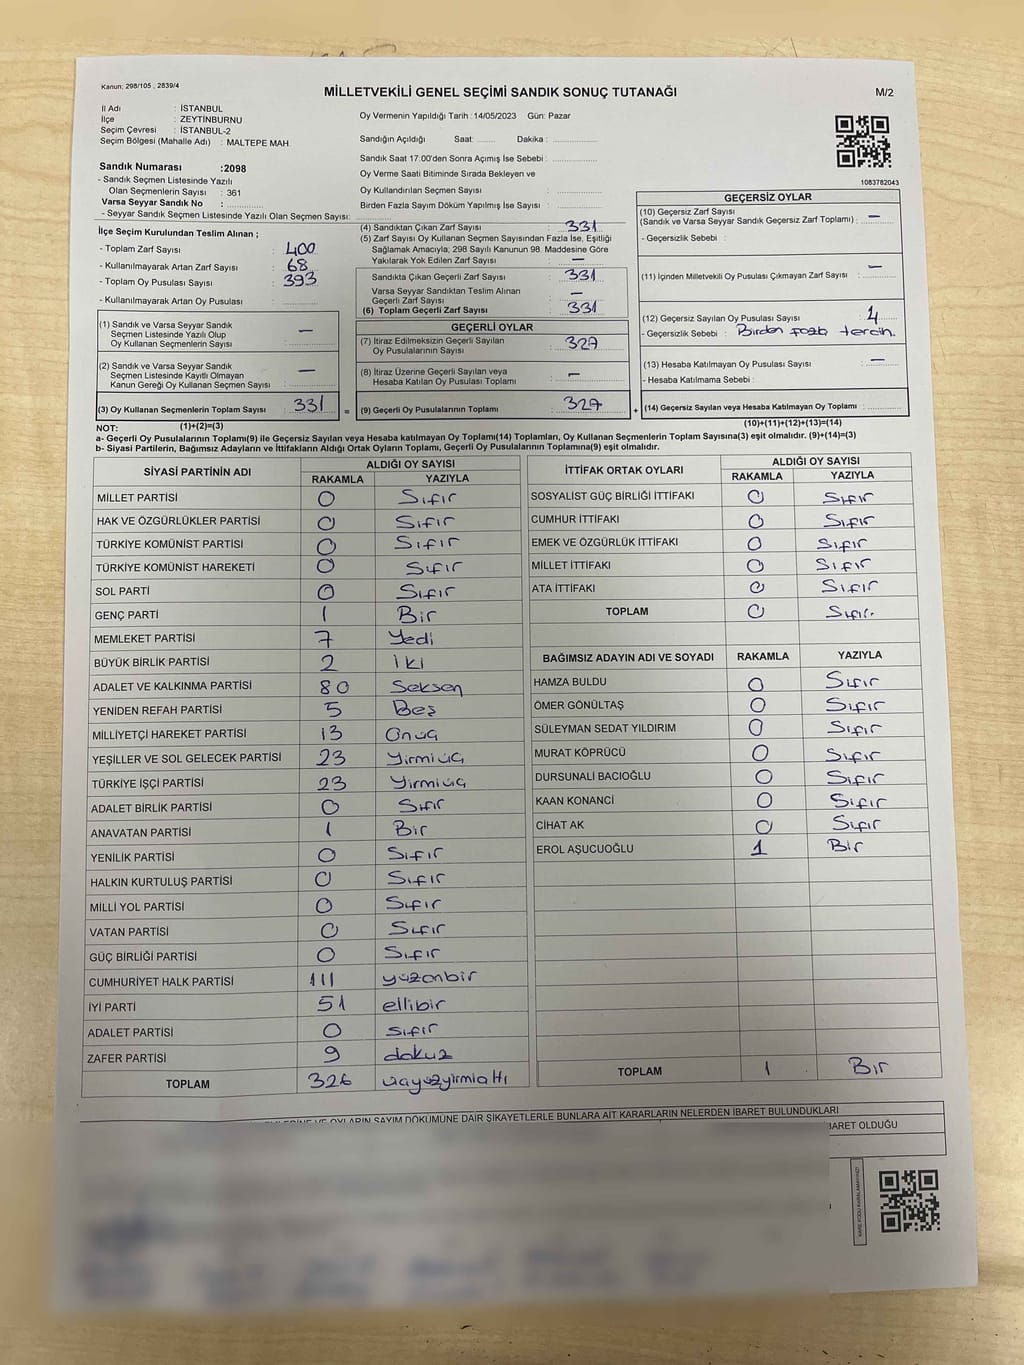 Kanun; 298/105 , 2839/4
MİLLETVEKİLİ GENEL SEÇİMİ SANDIK SONUÇ TUTANAĞI
M/2
İl Adı : İSTANBUL
İlçe : ZEYTİNBURNU
Seçim Çevresi : İSTANBUL-2
Seçim Bölgesi (Mahalle Adı) : MALTEPE MAH.
Sandık Numarası :2098
- Sandık Seçmen Listesinde Yazılı
Olan Seçmenlerin Sayısı : 361
Varsa Seyyar Sandık No :
- Seyyar Sandık Seçmen Listesinde Yazılı Olan Seçmen Sayısı:
Oy Vermenin Yapıldığı Tarih :14/05/2023 Gün: Pazar
Sandığın Açıldığı Saat: Dakika :
Sandık Saat 17:00'den Sonra Açımış İse Sebebi :
Oy Verme Saati Bitiminde Sırada Bekleyen ve
Oy Kullandırılan Seçmen Sayısı :
Birden Fazla Sayım Döküm Yapılmış İse Sayısı :
1083782043
İlçe Seçim Kurulundan Teslim Alınan ;
- Toplam Zarf Sayısı : 400
- Kullanılmayarak Artan Zarf Sayısı : 68
- Toplam Oy Pusulası Sayısı : 393
- Kullanılmayarak Artan Oy Pusulası :
(1) Sandık ve Varsa Seyyar Sandık
Seçmen Listesinde Yazılı Olup
Oy Kullanan Seçmenlerin Sayısı : —
(2) Sandık ve Varsa Seyyar Sandık
Seçmen Listesinde Kayıtlı Olmayan
Kanun Gereği Oy Kullanan Seçmen Sayısı : —
(3) Oy Kullanan Seçmenlerin Toplam Sayısı : 331
(1)+(2)=(3)
(4) Sandıktan Çıkan Zarf Sayısı : 331
(5) Zarf Sayısı Oy Kullanan Seçmen Sayısından Fazla İse, Eşitliği
Sağlamak Amacıyla; 298 Sayılı Kanunun 98. Maddesine Göre
Yakılarak Yok Edilen Zarf Sayısı : —
Sandıkta Çıkan Geçerli Zarf Sayısı : 331
Varsa Seyyar Sandıktan Teslim Alınan
Geçerli Zarf Sayısı : —
(6) Toplam Geçerli Zarf Sayısı : 331
GEÇERLİ OYLAR
(7) İtiraz Edilmeksizin Geçerli Sayılan
Oy Pusulalarının Sayısı : 327
(8) İtiraz Üzerine Geçerli Sayılan veya
Hesaba Katılan Oy Pusulası Toplamı : —
= (9) Geçerli Oy Pusulalarının Toplamı : 327
GEÇERSİZ OYLAR
(10) Geçersiz Zarf Sayısı
(Sandık ve Varsa Seyyar Sandık Geçersiz Zarf Toplamı) : —
- Geçersizlik Sebebi :
(11) İçinden Milletvekili Oy Pusulası Çıkmayan Zarf Sayısı : —
(12) Geçersiz Sayılan Oy Pusulası Sayısı : 4
- Geçersizlik Sebebi : Birden fazla tercih.
(13) Hesaba Katılmayan Oy Pusulası Sayısı : —
- Hesaba Katılmama Sebebi :
+ (14) Geçersiz Sayılan veya Hesaba Katılmayan Oy Toplamı :
(10)+(11)+(12)+(13)=(14)
NOT:
a- Geçerli Oy Pusulalarının Toplamı(9) ile Geçersiz Sayılan veya Hesaba katılmayan Oy Toplam(14) Toplamları, Oy Kullanan Seçmenlerin Toplam Sayısına(3) eşit olmalıdır. (9)+(14)=(3)
b- Siyasi Partilerin, Bağımsız Adayların ve İttifakların Aldığı Ortak Oyların Toplamı, Geçerli Oy Pusulalarının Toplamına(9) eşit olmalıdır.
SİYASİ PARTİNİN ADI ALDIĞI OY SAYISI
RAKAMLA YAZIYLA
MİLLET PARTİSİ 0 Sıfır
HAK VE ÖZGÜRLÜKLER PARTİSİ 0 Sıfır
TÜRKİYE KOMÜNİST PARTİSİ 0 Sıfır
TÜRKİYE KOMÜNİST HAREKETİ 0 Sıfır
SOL PARTİ 0 Sıfır
GENÇ PARTİ 1 Bir
MEMLEKET PARTİSİ 7 Yedi
BÜYÜK BİRLİK PARTİSİ 2 İki
ADALET VE KALKINMA PARTİSİ 80 Seksen
YENİDEN REFAH PARTİSİ 5 Beş
MİLLİYETÇİ HAREKET PARTİSİ 13 Onüç
YEŞİLLER VE SOL GELECEK PARTİSİ 23 Yirmiüç
TÜRKİYE İŞÇİ PARTİSİ 23 Yirmiüç
ADALET BİRLİK PARTİSİ 0 Sıfır
ANAVATAN PARTİSİ 1 Bir
YENİLİK PARTİSİ 0 Sıfır
HALKIN KURTULUŞ PARTİSİ 0 Sıfır
MİLLİ YOL PARTİSİ 0 Sıfır
VATAN PARTİSİ 0 Sıfır
GÜÇ BİRLİĞİ PARTİSİ 0 Sıfır
CUMHURİYET HALK PARTİSİ 111 yüzonbir
İYİ PARTİ 51 ellibir
ADALET PARTİSİ 0 sıfır
ZAFER PARTİSİ 9 dokuz
TOPLAM 326 üçyüzyirmialtı
İTTİFAK ORTAK OYLARI ALDIĞI OY SAYISI
RAKAMLA YAZIYLA
SOSYALİST GÜÇ BİRLİĞİ İTTİFAKI 0 Sıfır
CUMHUR İTTİFAKI 0 Sıfır
EMEK VE ÖZGÜRLÜK İTTİFAKI 0 Sıfır
MİLLET İTTİFAKI 0 Sıfır
ATA İTTİFAKI 0 Sıfır
TOPLAM 0 Sıfır.
BAĞIMSIZ ADAYIN ADI VE SOYADI RAKAMLA YAZIYLA
HAMZA BULDU 0 Sıfır
ÖMER GÖNÜLTAŞ 0 Sıfır
SÜLEYMAN SEDAT YILDIRIM 0 Sıfır
MURAT KÖPRÜCÜ 0 Sıfır
DURSUNALİ BACIOĞLU 0 Sıfır
KAAN KONANCİ 0 Sıfır
CİHAT AK 0 Sıfır
EROL AŞUCUOĞLU 1 Bir
TOPLAM 1 Bir
VE OYLARIN SAYIM DÖKÜMÜNE DAİR ŞİKAYETLERLE BUNLARA AİT KARARLARIN NELERDEN İBARET BULUNDUKLARI
BARET OLDUĞU
KARE KODU KARALAMAYINIZ!